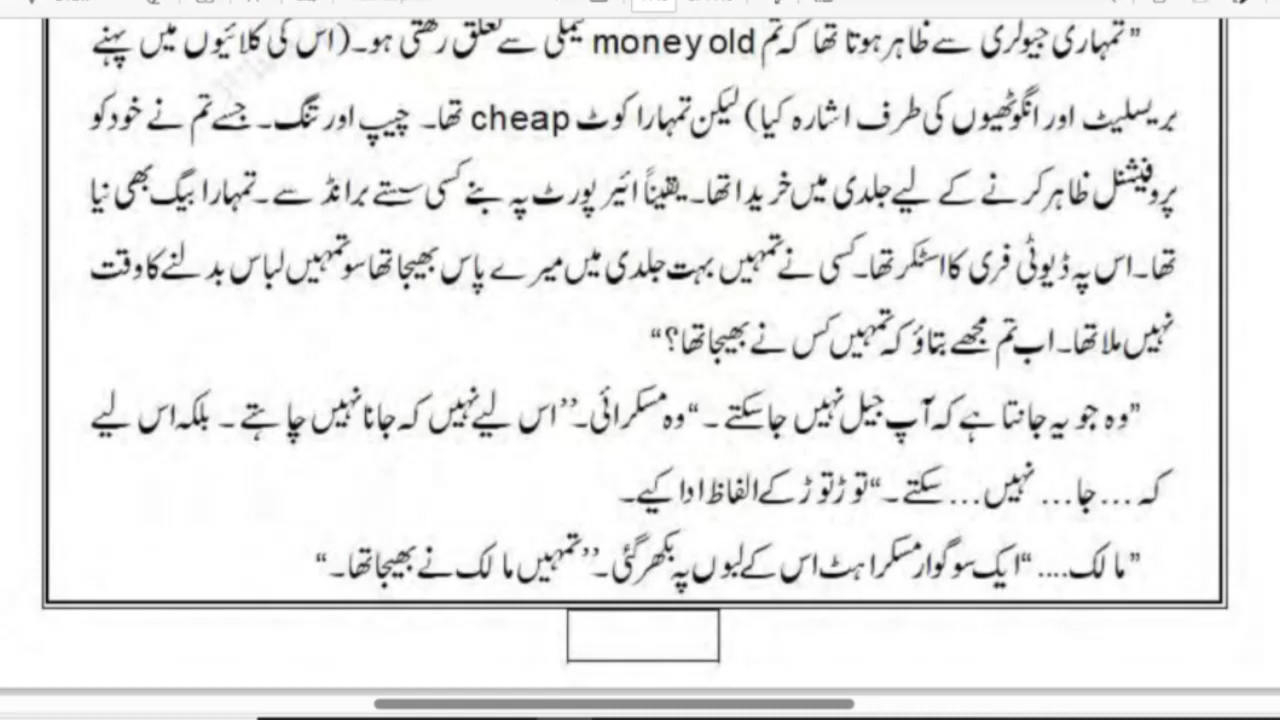 ”تمہاری جیولری سے ظاہر ہوتا تھا کہ تم money old فیملی سے تعلق رکھتی ہو۔(اس کی کلائیوں میں پہنے
بریسلیٹ اور انگوٹھیوں کی طرف اشارہ کیا) لیکن تمہارا کوٹ cheap تھا۔ چیپ اور تنگ۔ جسے تم نے خود کو
پروفیشنل ظاہر کرنے کے لیے جلدی میں خریدا تھا۔ یقیناً ائیر پورٹ پہ بنے کسی سستے برانڈ سے۔ تمہارا بیگ بھی نیا
تھا۔ اس پہ ڈیوٹی فری کا اسٹکر تھا۔ کسی نے تمہیں بہت جلدی میں میرے پاس بھیجا تھا سو تمہیں لباس بدلنے کا وقت
نہیں ملا تھا۔ اب تم مجھے بتاؤ کہ تمہیں کس نے بھیجا تھا؟“
”وہ جو یہ جانتا ہے کہ آپ جیل نہیں جا سکتے۔“ وہ مسکرائی۔ ”اس لیے نہیں کہ جانا نہیں چاہتے۔ بلکہ اس لیے
کہ ... جا... نہیں... سکتے۔“ توڑ توڑ کے الفاظ ادا کیے۔
”مالک....“ ایک سوگوار مسکراہٹ اس کے لبوں پہ بکھر گئی۔ ”تمہیں مالک نے بھیجا تھا۔“